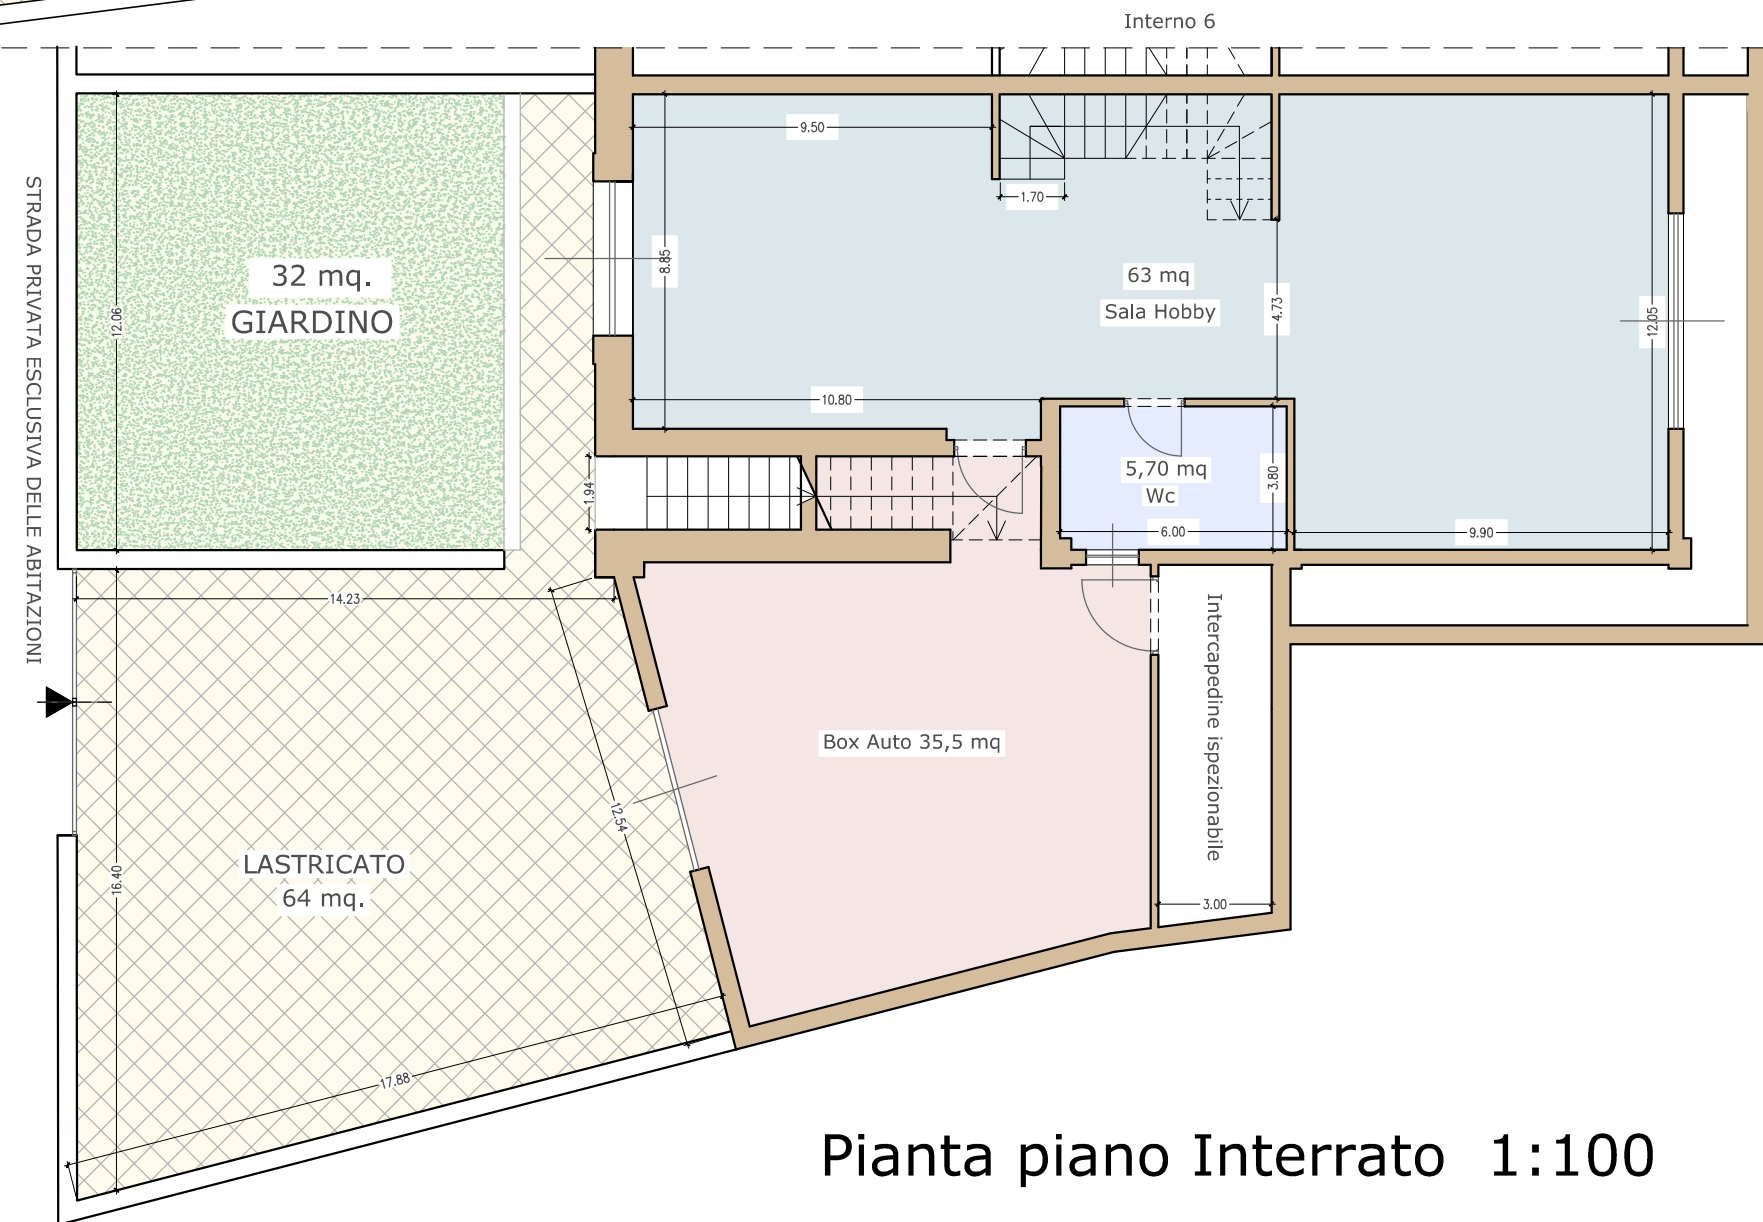 Interno 6
9.50
1.70
8.85
32 mq.
GIARDINO
12.06
STRADA PRIVATA ESCLUSIVA DELLE ABITAZIONI
63 mq
Sala Hobby
4.73
12.05
10.80
1.94
5,70 mq
Wc
3.80
6.00
9.90
14.23
Intercapedine ispezionabile
Box Auto 35,5 mq
12.54
LASTRICATO
64 mq.
16.40
3.00
17.88
Pianta piano Interrato 1:100